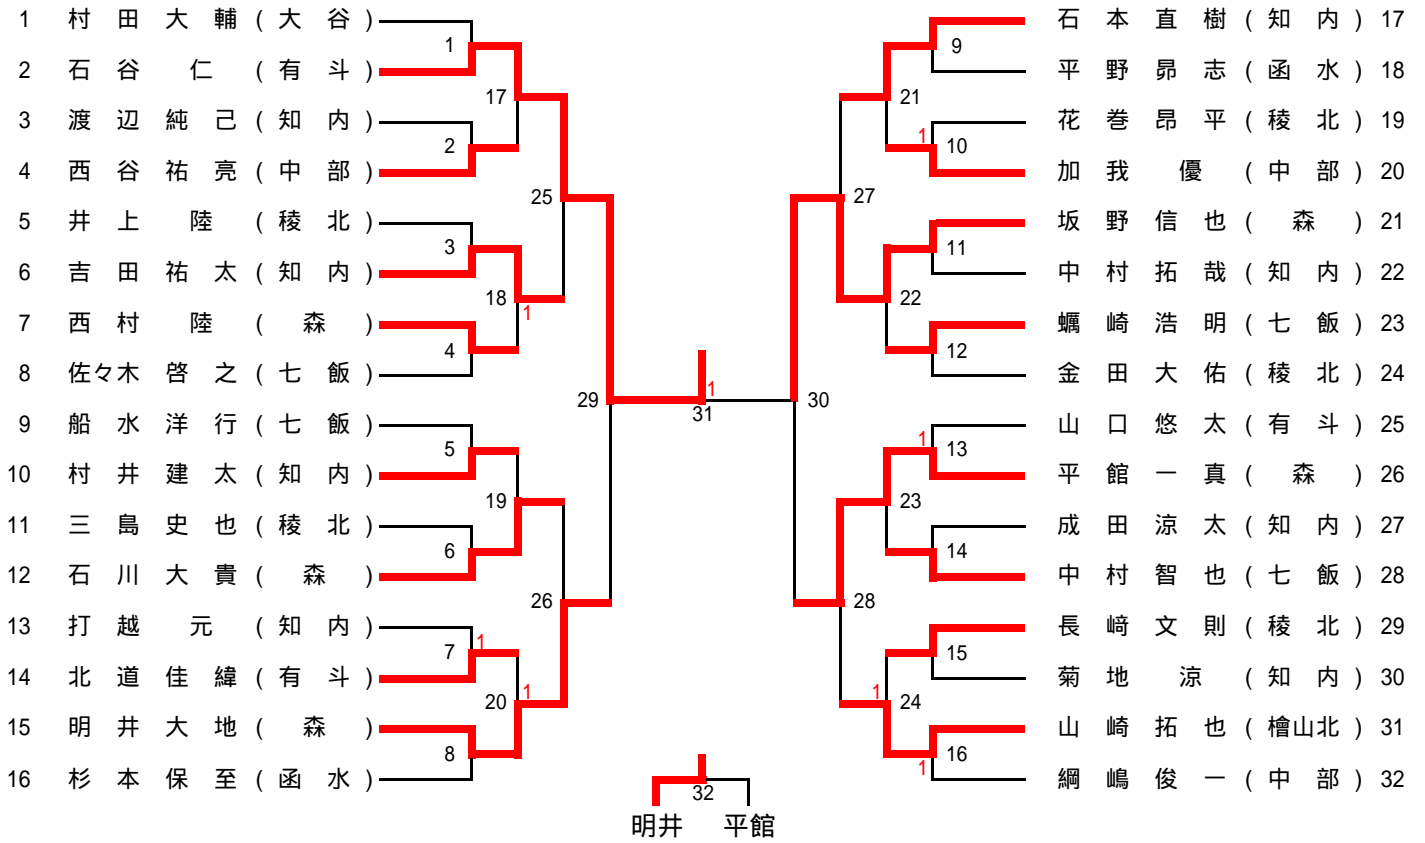 1 村田大輔(大谷)
2 石谷 仁(有斗)
3 渡辺純己(知内)
4 西谷祐亮(中部)
5 井上 陸(稜北)
6 吉田祐太(知内)
7 西村 陸(森)
8 佐々木啓之(七飯)
9 船水洋行(七飯)
10 村井建太(知内)
11 三島史也(稜北)
12 石川大貴(森)
13 打越 元(知内)
14 北道佳緯(有斗)
15 明井大地(森)
16 杉本保至(函水)
1
2
3
4
5
6
7
1
8
17
18
1
19
20
1
25
26
29
1
31
30
27
28
21
22
23
24
1
9
1
10
11
12
1
13
14
15
16
1
石本直樹(知内) 17
平野昴志(函水) 18
花巻昂平(稜北) 19
加我 優(中部) 20
坂野信也(森) 21
中村拓哉(知内) 22
蠣崎浩明(七飯) 23
金田大佑(稜北) 24
山口悠太(有斗) 25
平館一真(森) 26
成田涼太(知内) 27
中村智也(七飯) 28
長﨑文則(稜北) 29
菊地 涼(知内) 30
山崎拓也(檜山北) 31
綱嶋俊一(中部) 32
32
明井 平館